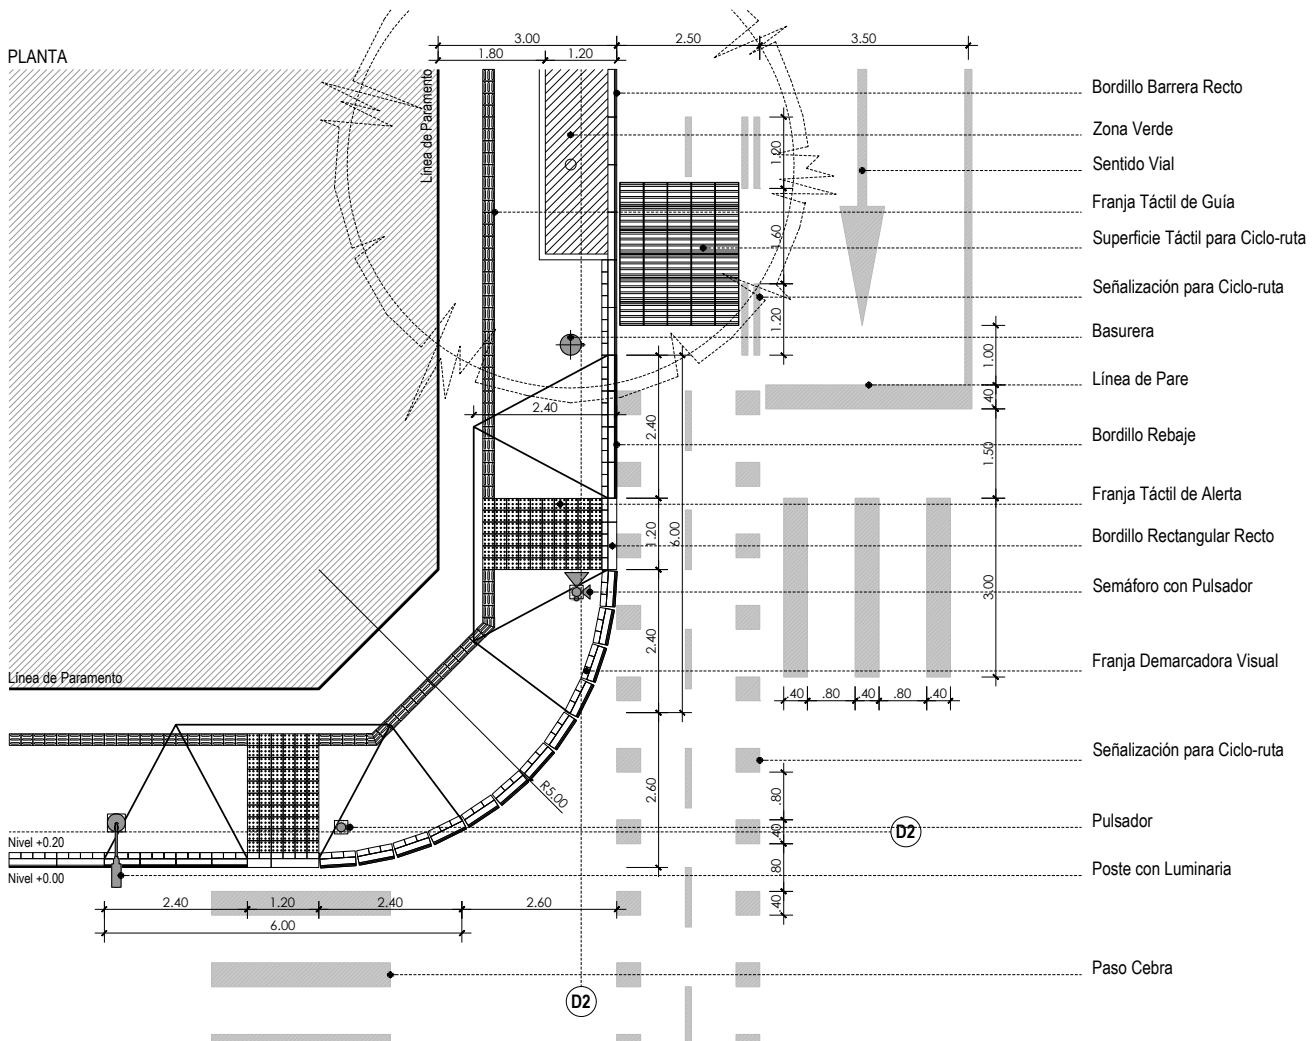 PLANTA
3.00
2.50
3.50
1.80
1.20
Línea de Paramento
Bordillo Barrera Recto
Zona Verde
1.20
Sentido Vial
Franja Táctil de Guía
1.60
Superficie Táctil para Ciclo-ruta
Señalización para Ciclo-ruta
1.20
Basurera
1.00
Línea de Pare
.40
2.40
2.40
Bordillo Rebaje
1.50
Franja Táctil de Alerta
1.20
6.00
Bordillo Rectangular Recto
Semáforo con Pulsador
3.00
2.40
Franja Demarcadora Visual
Línea de Paramento
.40
.80
.40
.80
.40
Señalización para Ciclo-ruta
R5.00
2.60
.80
Pulsador
.40
D2
Nivel +0.20
Nivel +0.00
Poste con Luminaria
.80
.40
2.40
1.20
2.40
2.60
6.00
Paso Cebra
D2